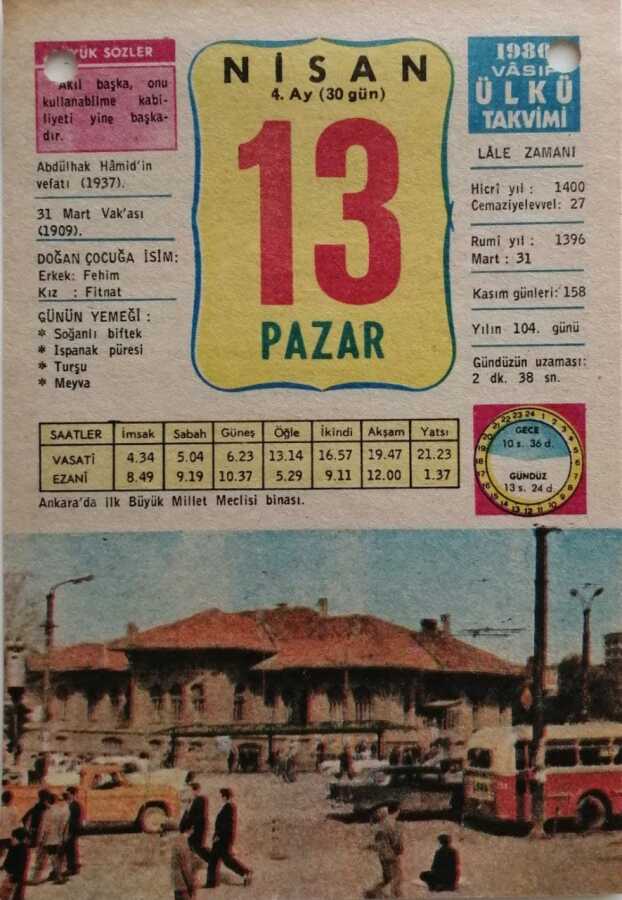 BÜYÜK SÖZLER
Akıl başka, onu
kullanabilme kabi-
liyeti yine başka-
dır.
Abdülhak Hâmid'in
vefatı (1937).
31 Mart Vak'ası
(1909).
DOĞAN ÇOCUĞA İSİM:
Erkek: Fehim
Kız : Fitnat
GÜNÜN YEMEĞİ :
* Soğanlı biftek
* Ispanak püresi
* Turşu
* Meyva
NİSAN
4. Ay (30 gün)
13
PAZAR
1980
VÂSIF
ÜLKÜ
TAKVİMİ
LÂLE ZAMANI
Hicrî yıl : 1400
Cemaziyelevvel: 27
Rumî yıl : 1396
Mart : 31
Kasım günleri: 158
Yılın 104. günü
Gündüzün uzaması:
2 dk. 38 sn.
SAATLER İmsak Sabah Güneş Öğle İkindi Akşam Yatsı
VASATİ 4.34 5.04 6.23 13.14 16.57 19.47 21.23
EZANİ 8.49 9.19 10.37 5.29 9.11 12.00 1.37
GECE
10 s. 36 d.
GÜNDÜZ
13 s. 24 d.
Ankara'da ilk Büyük Millet Meclisi binası.